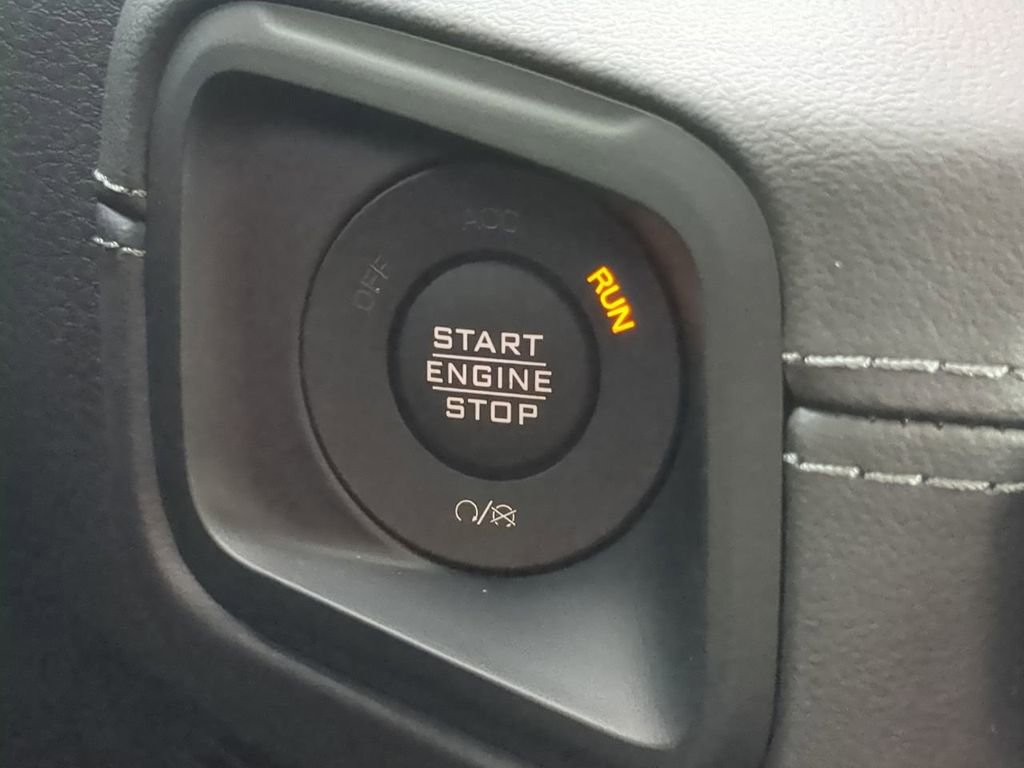 ACC
OFF
RUN
START
ENGINE
STOP